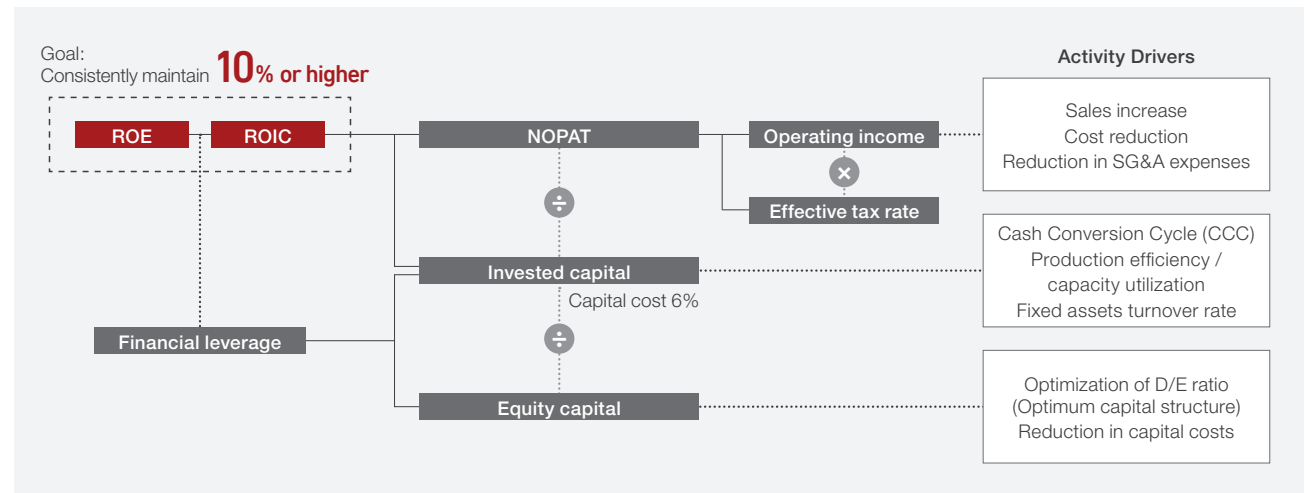 Goal:
Consistently maintain 10% or higher
ROE
ROIC
NOPAT
÷
Invested capital
Capital cost 6%
÷
Equity capital
Financial leverage
Operating income
×
Effective tax rate
Activity Drivers
Sales increase
Cost reduction
Reduction in SG&A expenses
Cash Conversion Cycle (CCC)
Production efficiency /
capacity utilization
Fixed assets turnover rate
Optimization of D/E ratio
(Optimum capital structure)
Reduction in capital costs